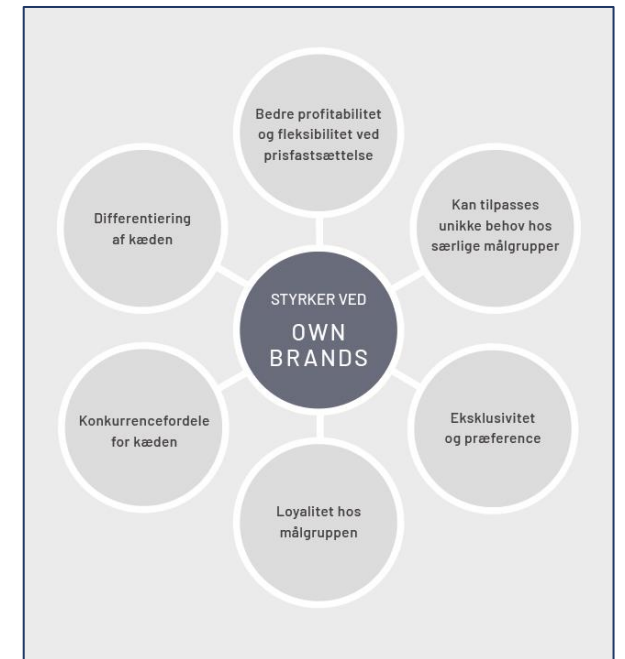 Bedre profitabilitet
og fleksibilitet ved
prisfastsættelse
Differentiering
af kæden
Kan tilpasses
unikke behov hos
særlige målgrupper
STYRKER VED
OWN
BRANDS
Konkurrencefordele
for kæden
Eksklusivitet
og præference
Loyalitet hos
målgruppen